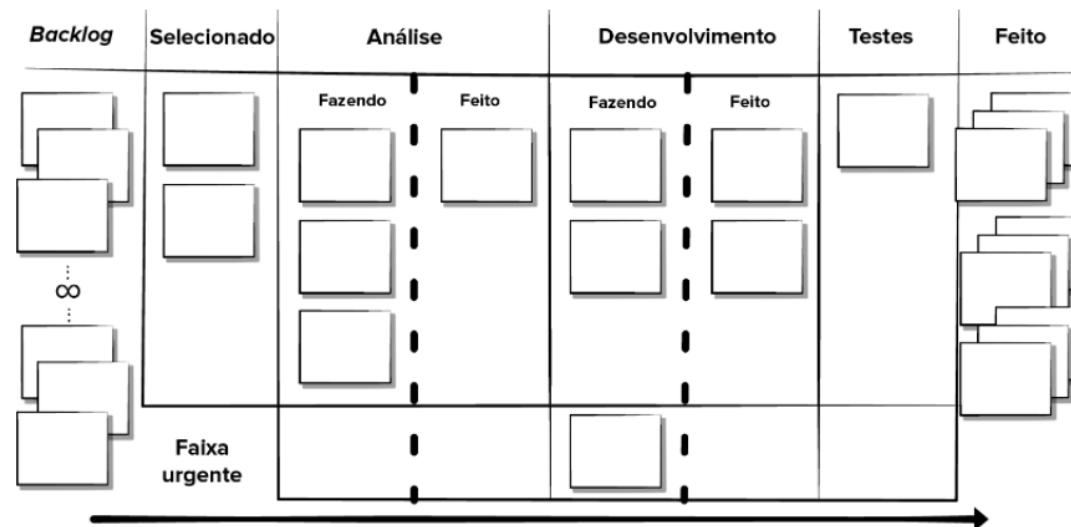 Backlog
Selecionado
Análise
Desenvolvimento
Testes
Feito
Fazendo
Feito
Fazendo
Feito
∞
Faixa
urgente